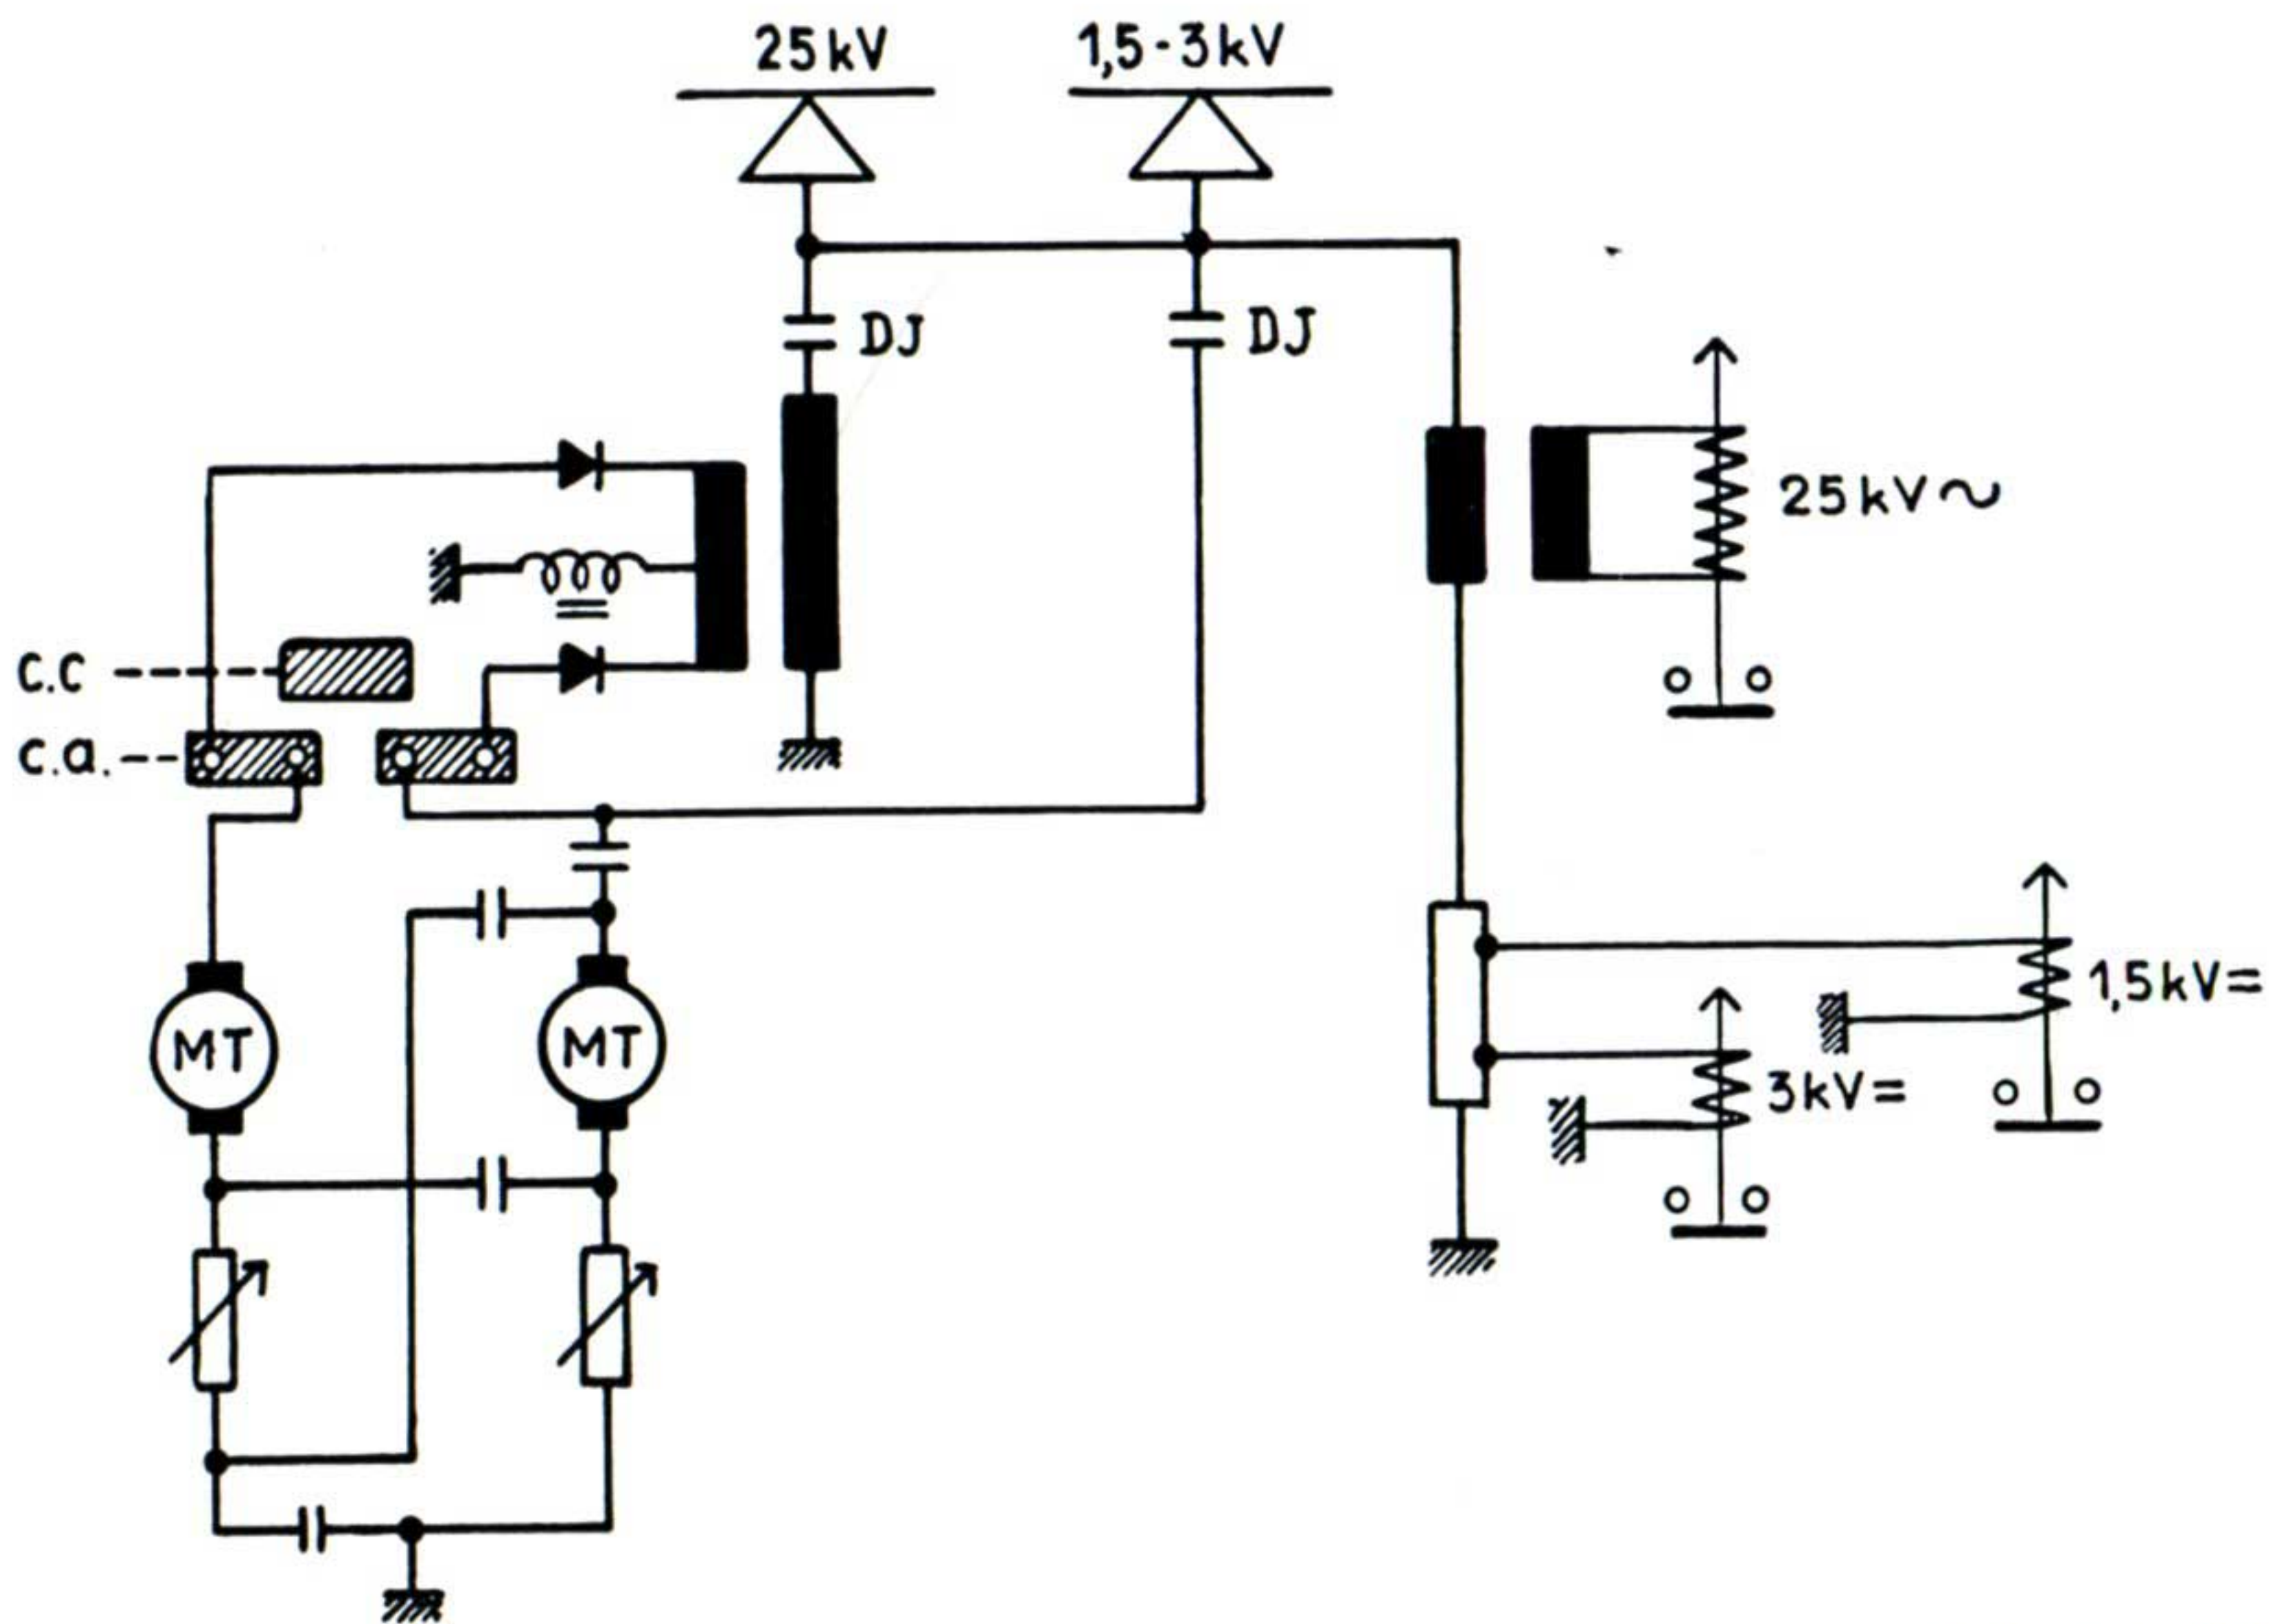 25kV
1,5-3kV
DJ
DJ
25kV~
C.C
c.a.
1,5kV=
MT
MT
3kV=